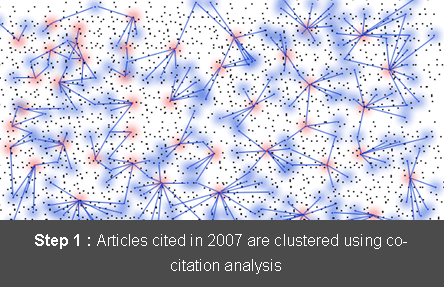 Step 1 : Articles cited in 2007 are clustered using co-
citation analysis